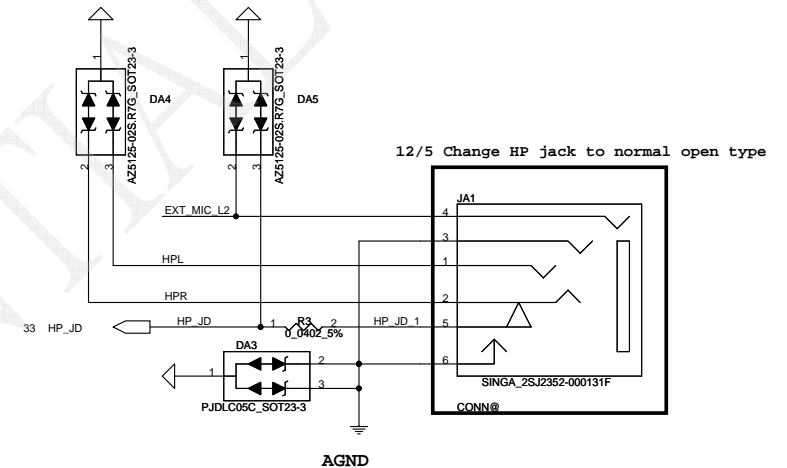 1
1
AZ5125-02S.R7G_SOT23-3
AZ5125-02S.R7G_SOT23-3
DA4
DA5
2
3
2
3
12/5 Change HP jack to normal open type
JA1
EXT_MIC_L2
4
3
HPL
1
HPR
2
33 HP_JD
HP_JD
1
R3
2
HP_JD_1
5
0_0402_5%
DA3
1
2
6
3
SINGA_2SJ2352-000131F
PJDLC05C_SOT23-3
CONN@
AGND